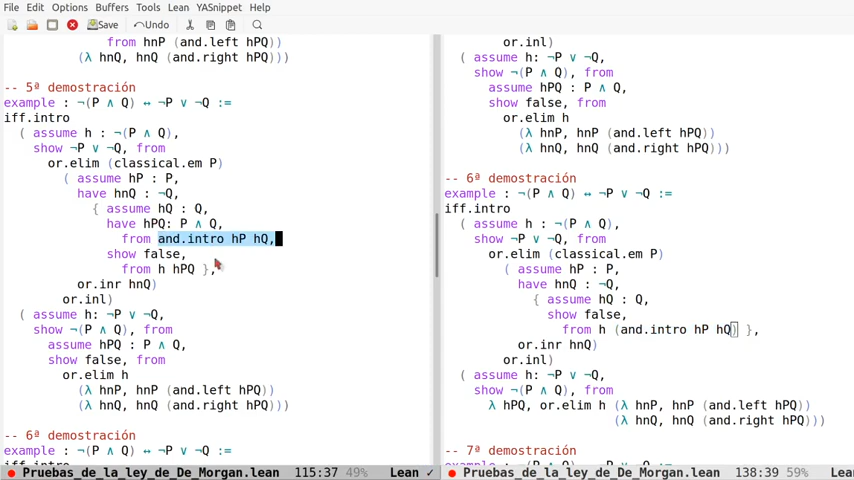 File Edit Options Buffers Tools Lean YASnippet Help
Save Undo
from hnP (and.left hPQ))
(λ hnQ, hnQ (and.right hPQ)))
-- 5ª demostración
example : ¬(P ∧ Q) ↔ ¬P ∨ ¬Q :=
iff.intro
( assume h : ¬(P ∧ Q),
show ¬P ∨ ¬Q, from
or.elim (classical.em P)
( assume hP : P,
have hnQ : ¬Q,
{ assume hQ : Q,
have hPQ: P ∧ Q,
from and.intro hP hQ,
show false,
from h hPQ },
or.inr hnQ)
or.inl)
( assume h: ¬P ∨ ¬Q,
show ¬(P ∧ Q), from
assume hPQ : P ∧ Q,
show false, from
or.elim h
(λ hnP, hnP (and.left hPQ))
(λ hnQ, hnQ (and.right hPQ)))
-- 6ª demostración
example : ¬(P ∧ Q) ↔ ¬P ∨ ¬Q :=
iff.intro
Pruebas_de_la_ley_de_De_Morgan.lean 115:37 49% Lean ✓
or.inl)
( assume h: ¬P ∨ ¬Q,
show ¬(P ∧ Q), from
assume hPQ : P ∧ Q,
show false, from
or.elim h
(λ hnP, hnP (and.left hPQ))
(λ hnQ, hnQ (and.right hPQ)))
-- 6ª demostración
example : ¬(P ∧ Q) ↔ ¬P ∨ ¬Q :=
iff.intro
( assume h : ¬(P ∧ Q),
show ¬P ∨ ¬Q, from
or.elim (classical.em P)
( assume hP : P,
have hnQ : ¬Q,
{ assume hQ : Q,
show false,
from h (and.intro hP hQ) },
or.inr hnQ)
or.inl)
( assume h: ¬P ∨ ¬Q,
show ¬(P ∧ Q), from
λ hPQ, or.elim h (λ hnP, hnP (and.left hPQ))
(λ hnQ, hnQ (and.right hPQ)))
-- 7ª demostración
example : ¬(P ∧ Q) ↔ ¬P ∨ ¬Q :=
Pruebas_de_la_ley_de_De_Morgan.lean 138:39 59% Lean